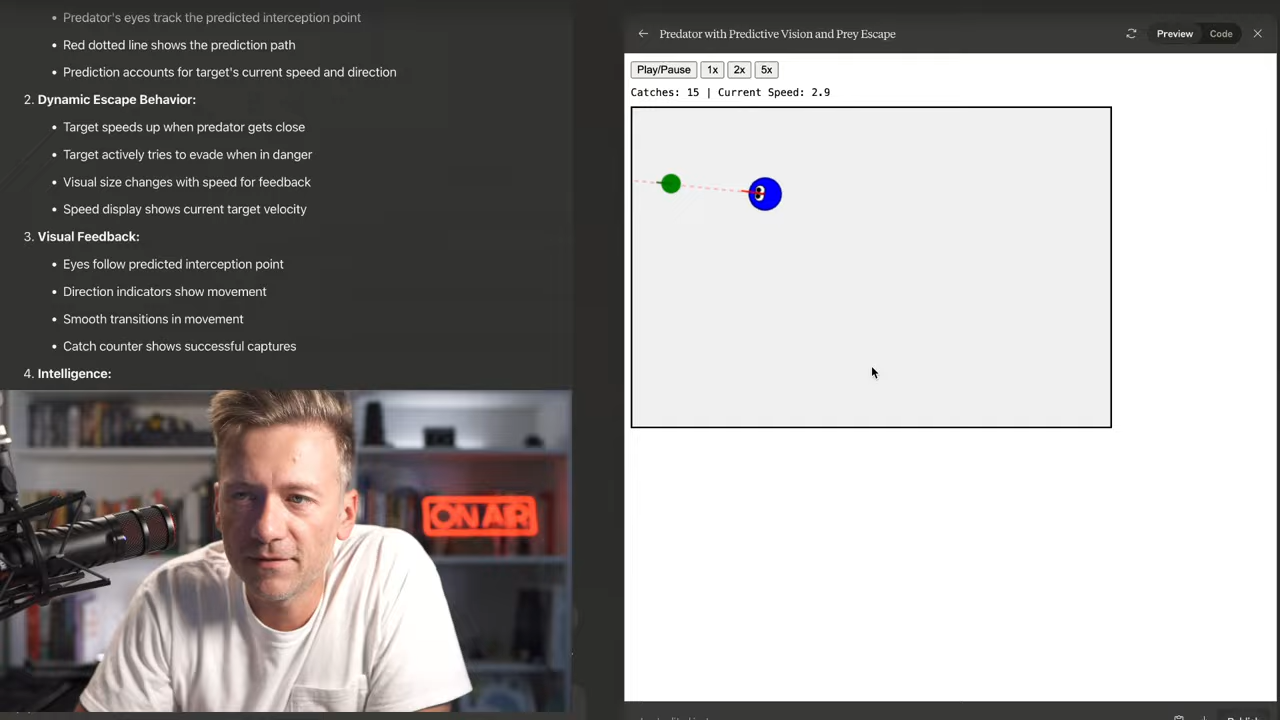 Predator's eyes track the predicted interception point
Red dotted line shows the prediction path
Prediction accounts for target's current speed and direction
2. Dynamic Escape Behavior:
Target speeds up when predator gets close
Target actively tries to evade when in danger
Visual size changes with speed for feedback
Speed display shows current target velocity
3. Visual Feedback:
Eyes follow predicted interception point
Direction indicators show movement
Smooth transitions in movement
Catch counter shows successful captures
4. Intelligence:
ON AIR
Predator with Predictive Vision and Prey Escape
Preview Code
Play/Pause 1x 2x 5x
Catches: 15 | Current Speed: 2.9